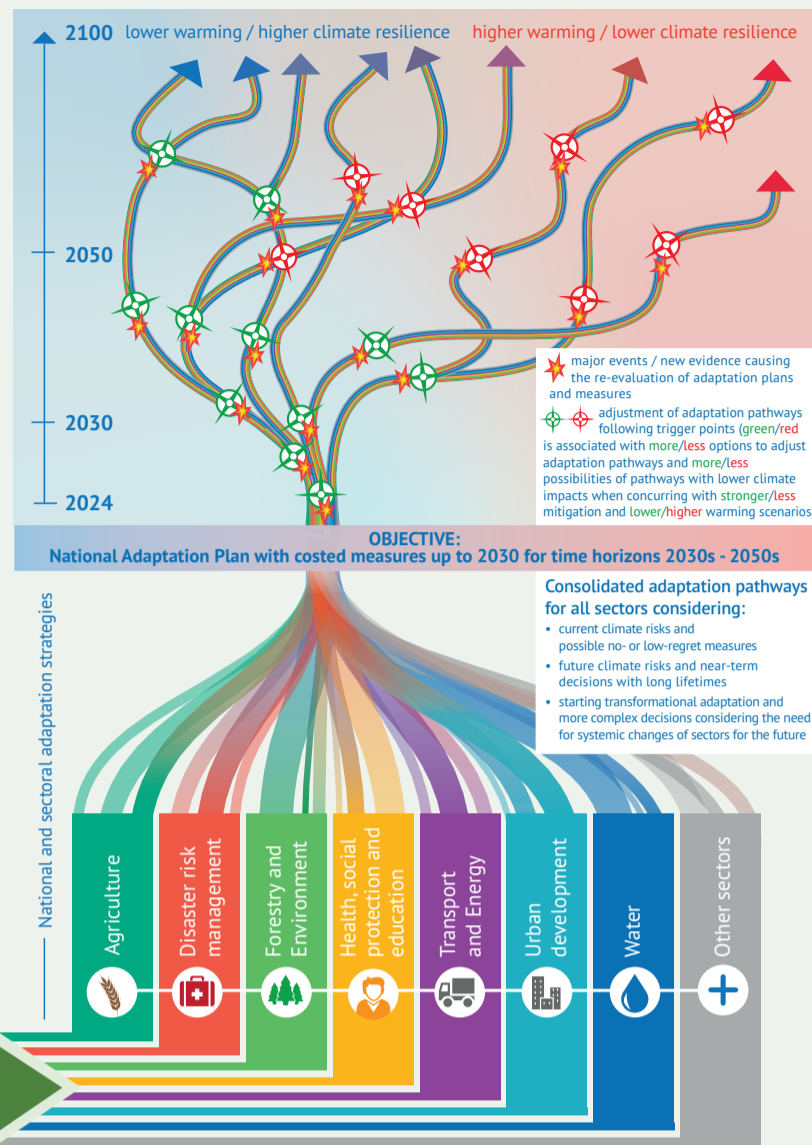 2100
lower warming / higher climate resilience
higher warming / lower climate resilience
2050
2030
2024
major events / new evidence causing
the re-evaluation of adaptation plans
and measures
adjustment of adaptation pathways
following trigger points (green/red
is associated with more/less options to adjust
adaptation pathways and more/less
possibilities of pathways with lower climate
impacts when concurring with stronger/less
mitigation and lower/higher warming scenarios
OBJECTIVE:
National Adaptation Plan with costed measures up to 2030 for time horizons 2030s - 2050s
Consolidated adaptation pathways
for all sectors considering:
• current climate risks and
possible no- or low-regret measures
• future climate risks and near-term
decisions with long lifetimes
• starting transformational adaptation and
more complex decisions considering the need
for systemic changes of sectors for the future
National and sectoral adaptation strategies
Agriculture
Disaster risk
management
Forestry and
Environment
Health, social
protection and
education
Transport
and Energy
Urban
development
Water
Other sectors